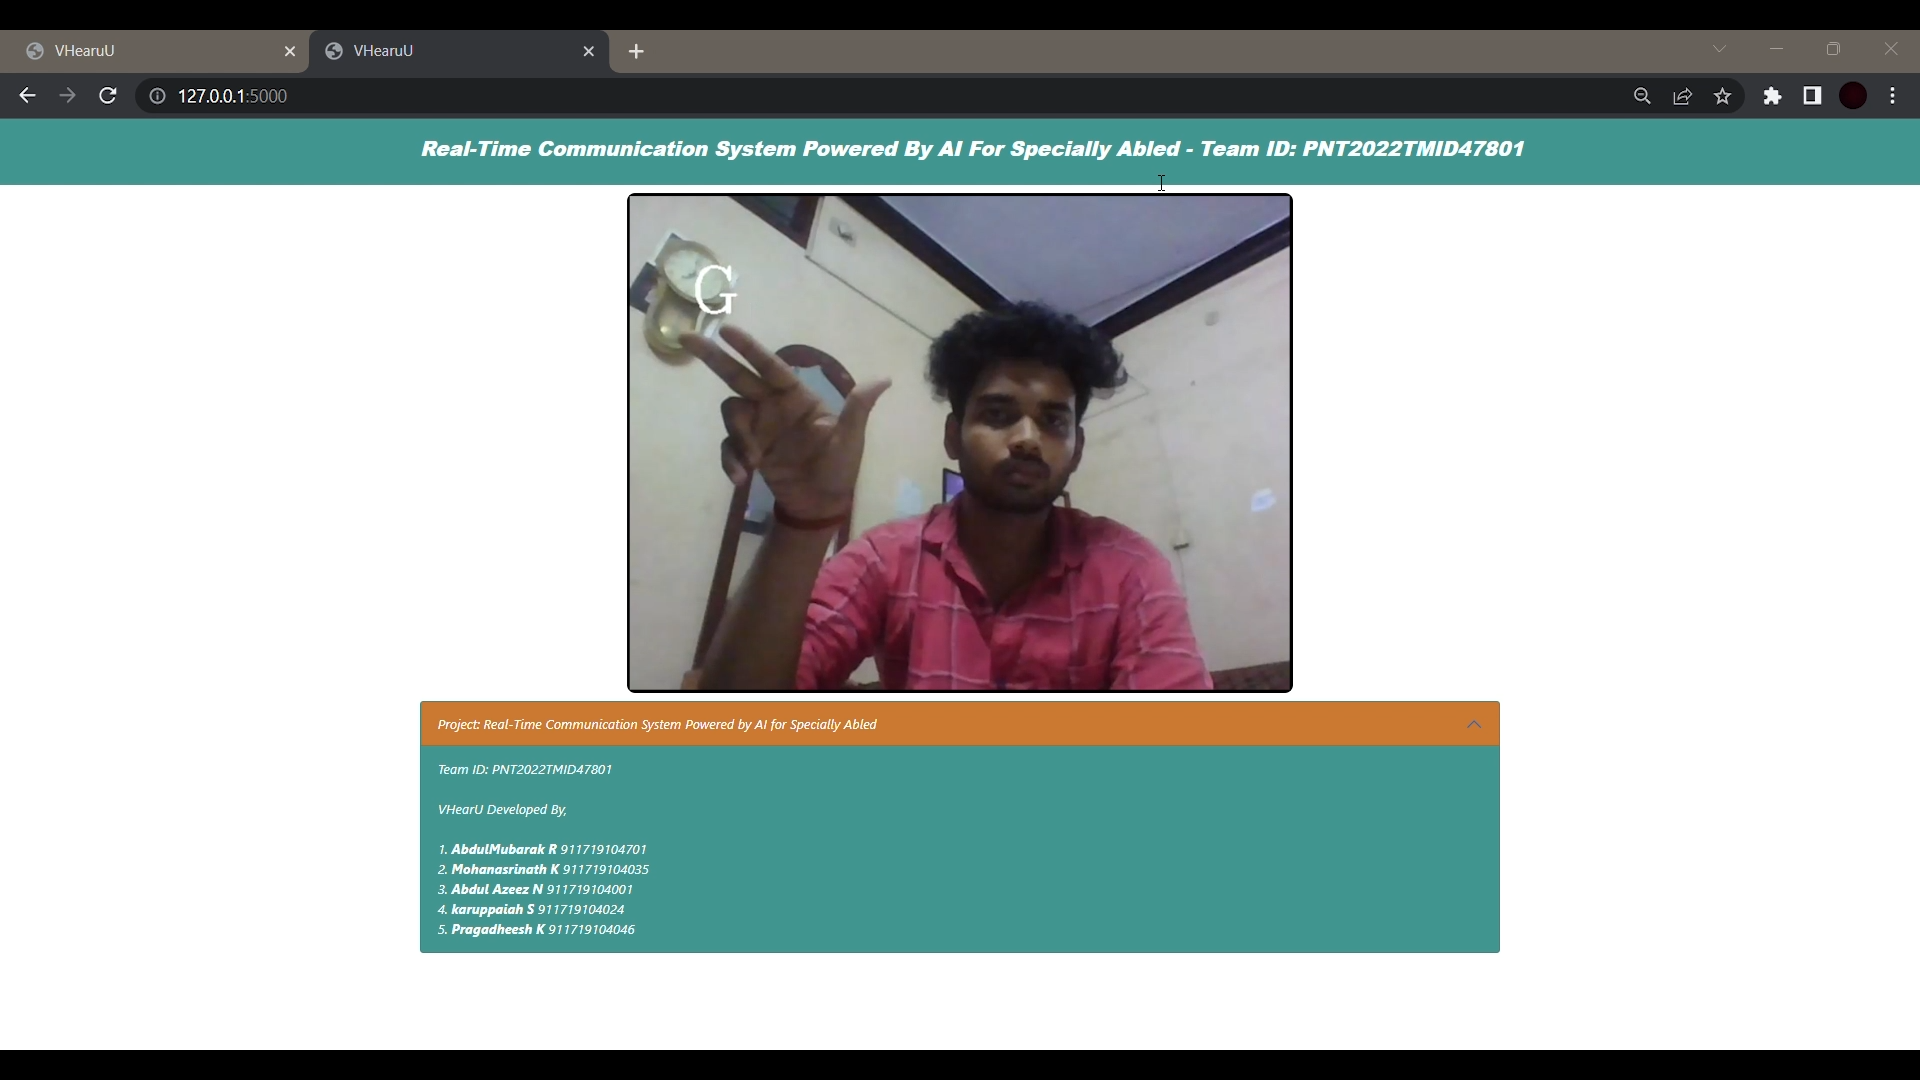 VHearuU
VHearuU
127.0.0.1:5000
Real-Time Communication System Powered By AI For Specially Abled - Team ID: PNT2022TMID47801
G
Project: Real-Time Communication System Powered by AI for Specially Abled
Team ID: PNT2022TMID47801
VHearU Developed By,
1. AbdulMubarak R 911719104701
2. Mohanasrinath K 911719104035
3. Abdul Azeez N 911719104001
4. karuppaiah S 911719104024
5. Pragadheesh K 911719104046